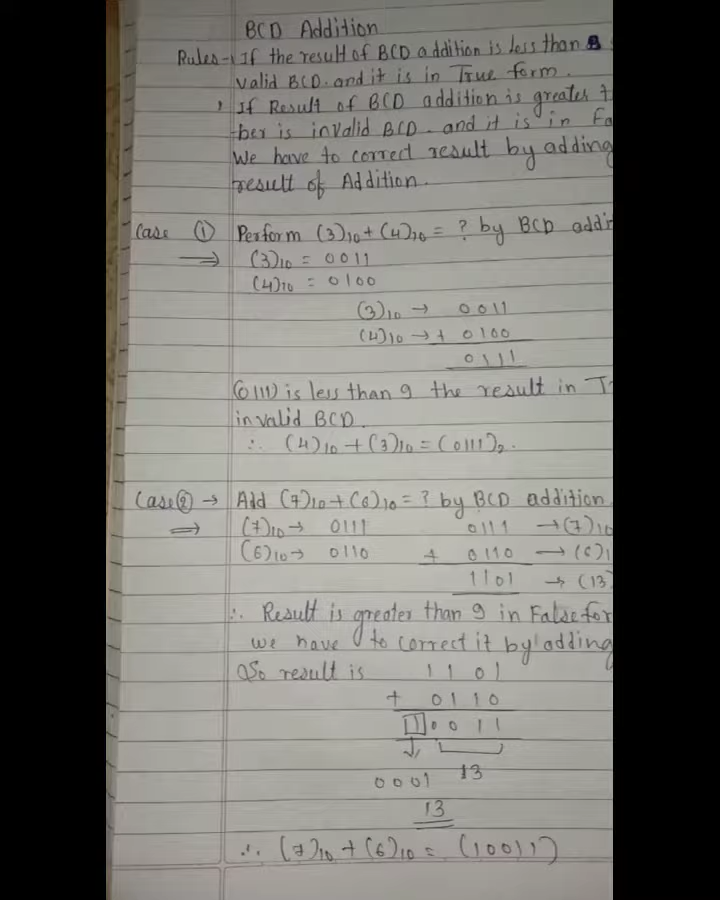 BCD Addition
Rules → 1 If the result of BCD addition is less than
valid BCD. and it is in True form.
, If Result of BCD addition is greates t
ber is invalid BCD. and it is in Fa
We have to correct result by adding
result of Addition.
Case ① Perform (3)10 + (4)10 = ? by BCD addi
⇒ (3)10 = 0011
(4)10 = 0100
(3)10 → 0011
(4)10 → + 0100
0111
(0111) is less than 9 the result in T
invalid BCD.
∴ (4)10 + (3)10 = (0111)2.
Case ② → Add (7)10 + (6)10 = ? by BCD addition
⇒ (7)10 → 0111 0111 → (7)10
(6)10 → 0110 + 0110 → (6)1
1101 → (13)
∴ Result is greater than 9 in False for
we have to correct it by adding
So result is 1101
+ 0110
1 0011
↓
0001 13
13
∴ (7)10 + (6)10 = (10011)